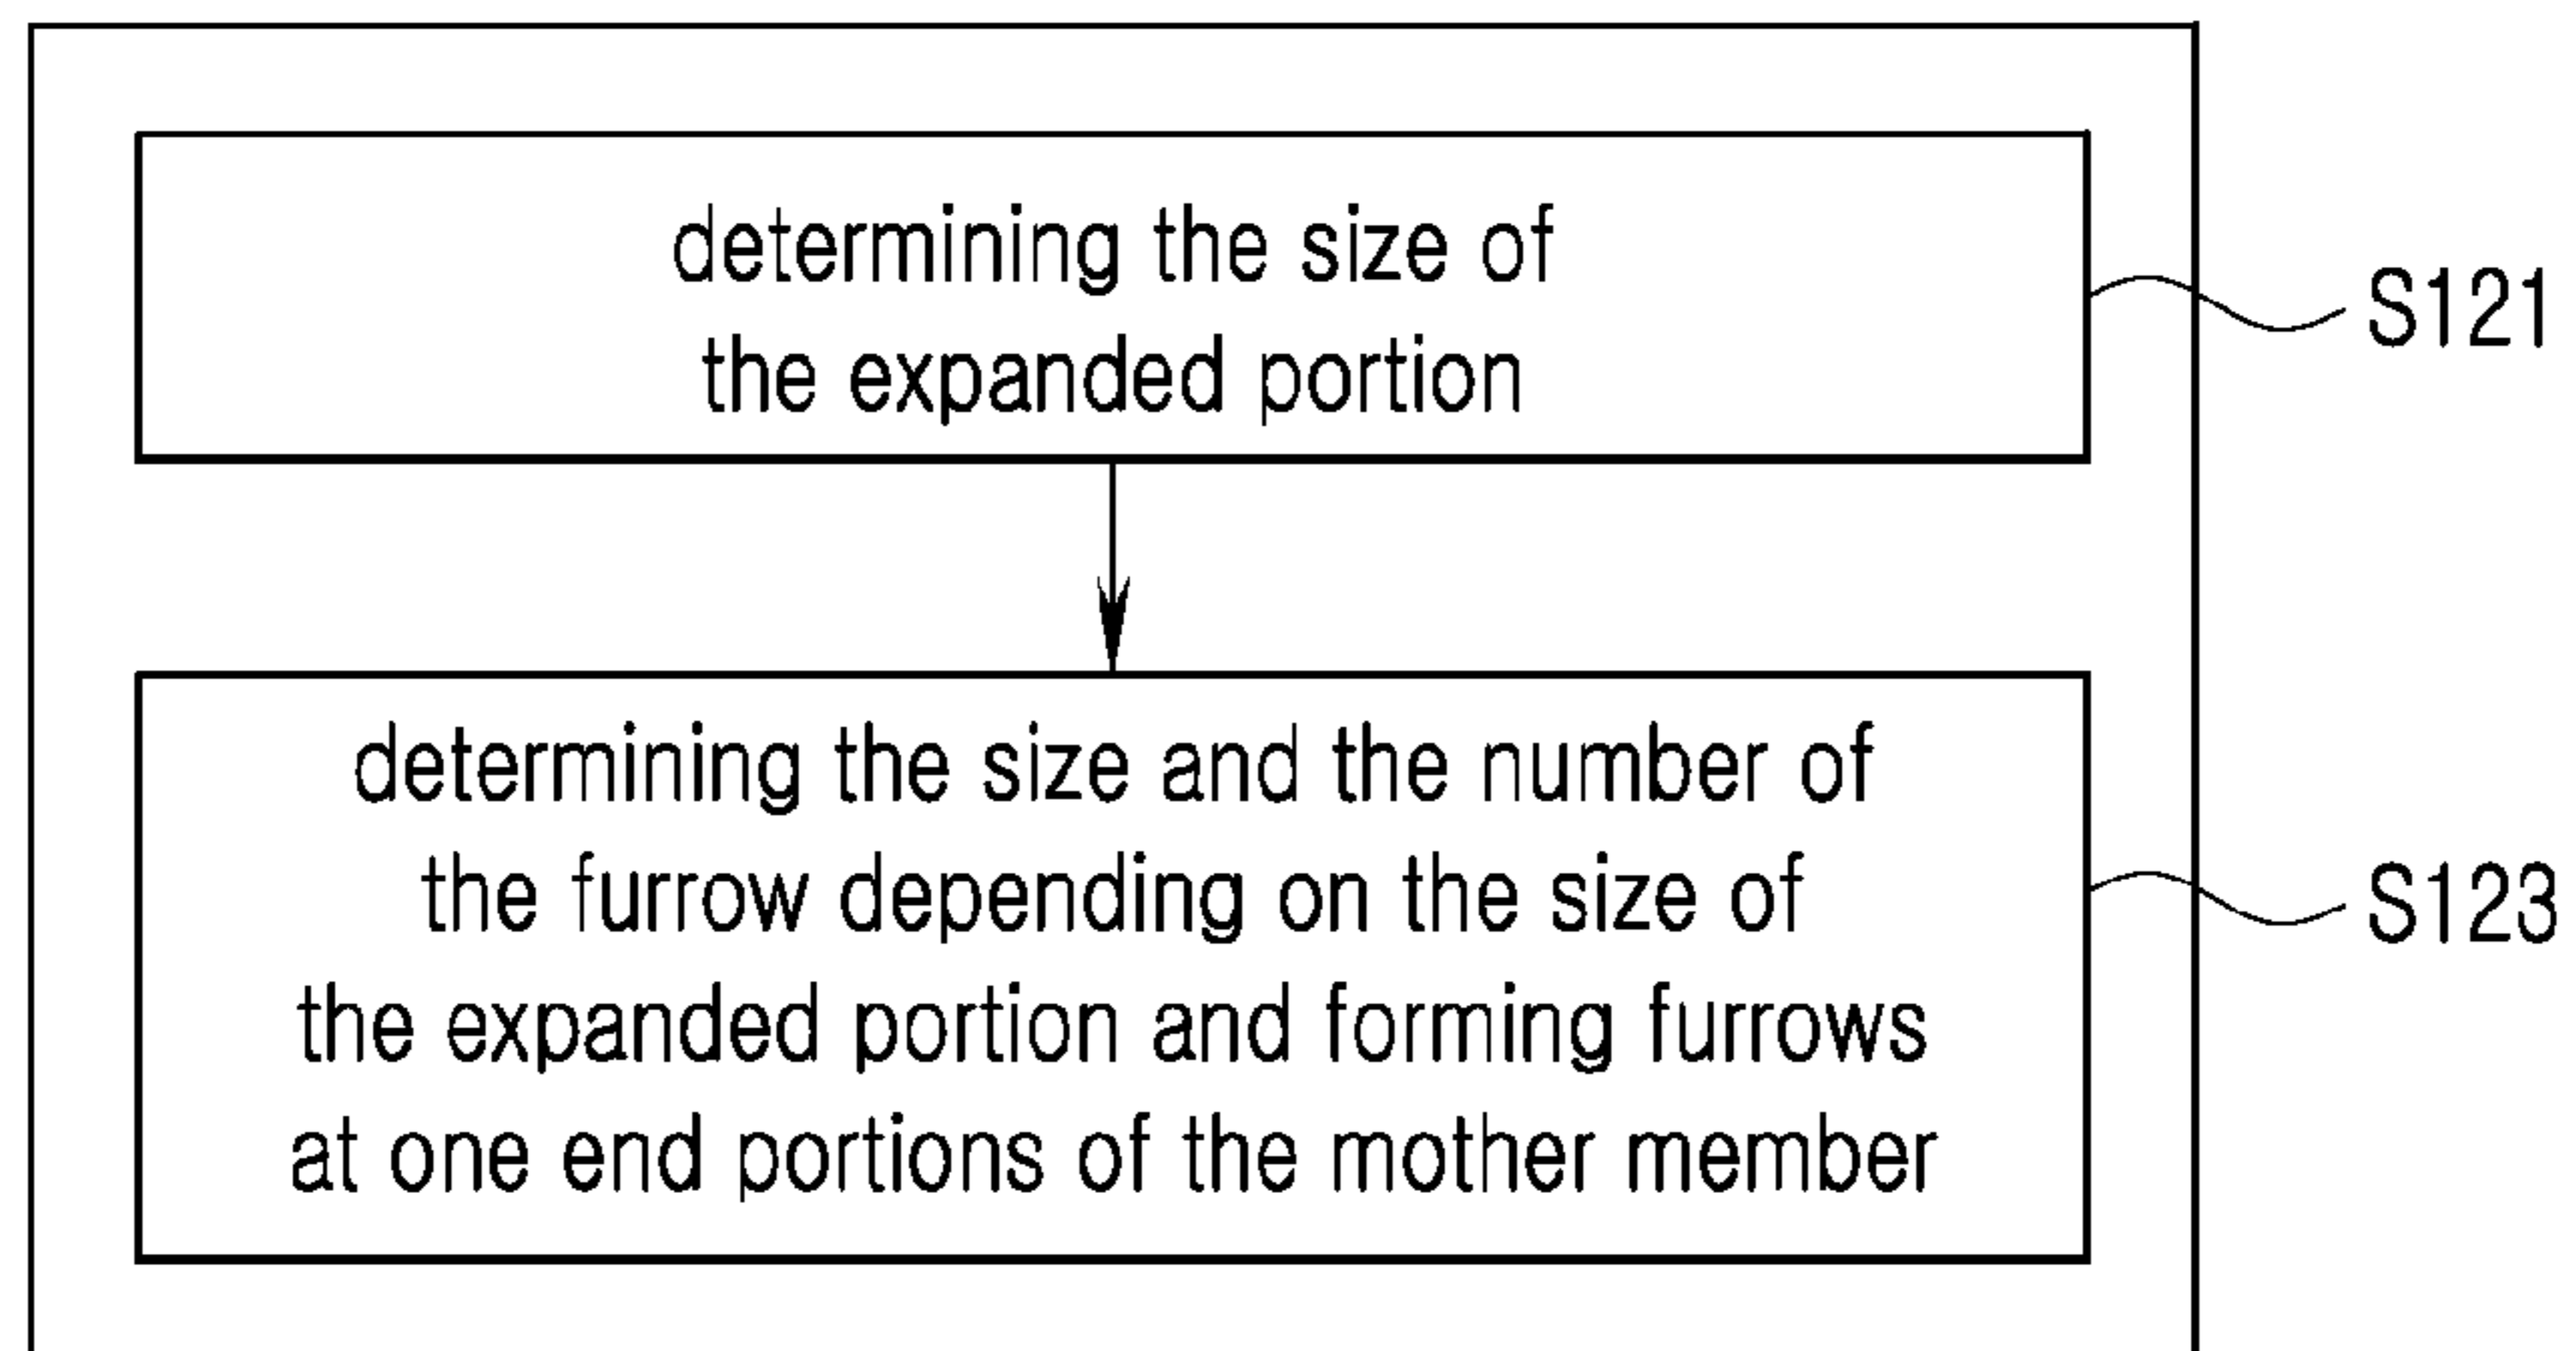 determining the size of
the expanded portion
S121
determining the size and the number of
the furrow depending on the size of
the expanded portion and forming furrows
at one end portions of the mother member
S123